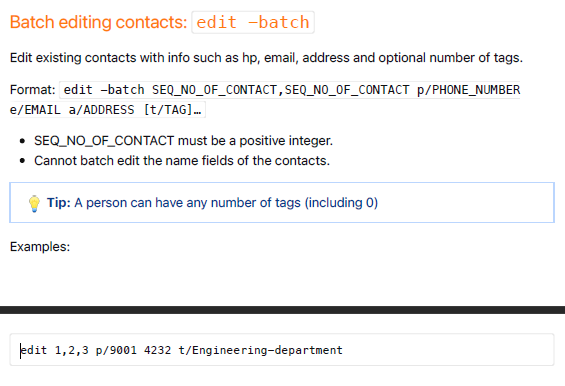 Batch editing contacts: edit –batch
Edit existing contacts with info such as hp, email, address and optional number of tags.
Format: edit –batch SEQ_NO_OF_CONTACT,SEQ_NO_OF_CONTACT p/PHONE_NUMBER
e/EMAIL a/ADDRESS [t/TAG]…
• SEQ_NO_OF_CONTACT must be a positive integer.
• Cannot batch edit the name fields of the contacts.
💡 Tip: A person can have any number of tags (including 0)
Examples:
edit 1,2,3 p/9001 4232 t/Engineering–department